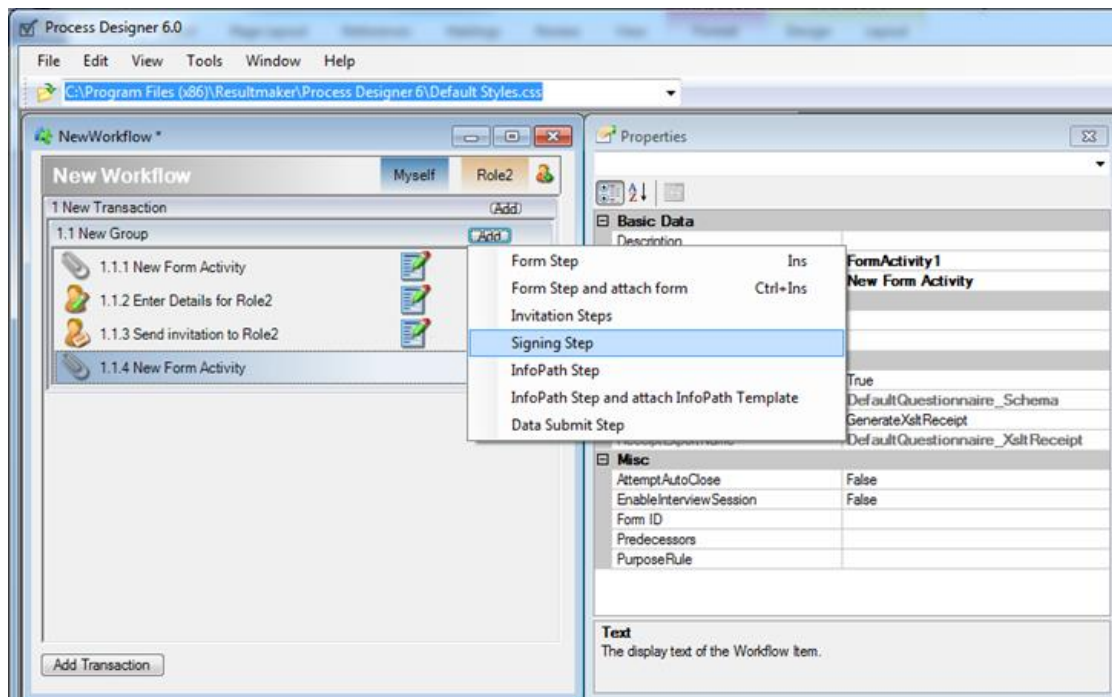 Process Designer 6.0
File Edit View Tools Window Help
C:\Program Files (x86)\Resultmaker\Process Designer 6\Default Styles.css
NewWorkflow *
New Workflow Myself Role2
1 New Transaction Add
1.1 New Group Add
1.1.1 New Form Activity
1.1.2 Enter Details for Role2
1.1.3 Send invitation to Role2
1.1.4 New Form Activity
Add Transaction
Form Step Ins
Form Step and attach form Ctrl+Ins
Invitation Steps
Signing Step
InfoPath Step
InfoPath Step and attach InfoPath Template
Data Submit Step
Properties
Basic Data
Description
FormActivity1
New Form Activity
True
DefaultQuestionnaire_Schema
GenerateXsltReceipt
DefaultQuestionnaire_XsltReceipt
Misc
AttemptAutoClose False
EnableInterviewSession False
Form ID
Predecessors
PurposeRule
Text
The display text of the Workflow Item.